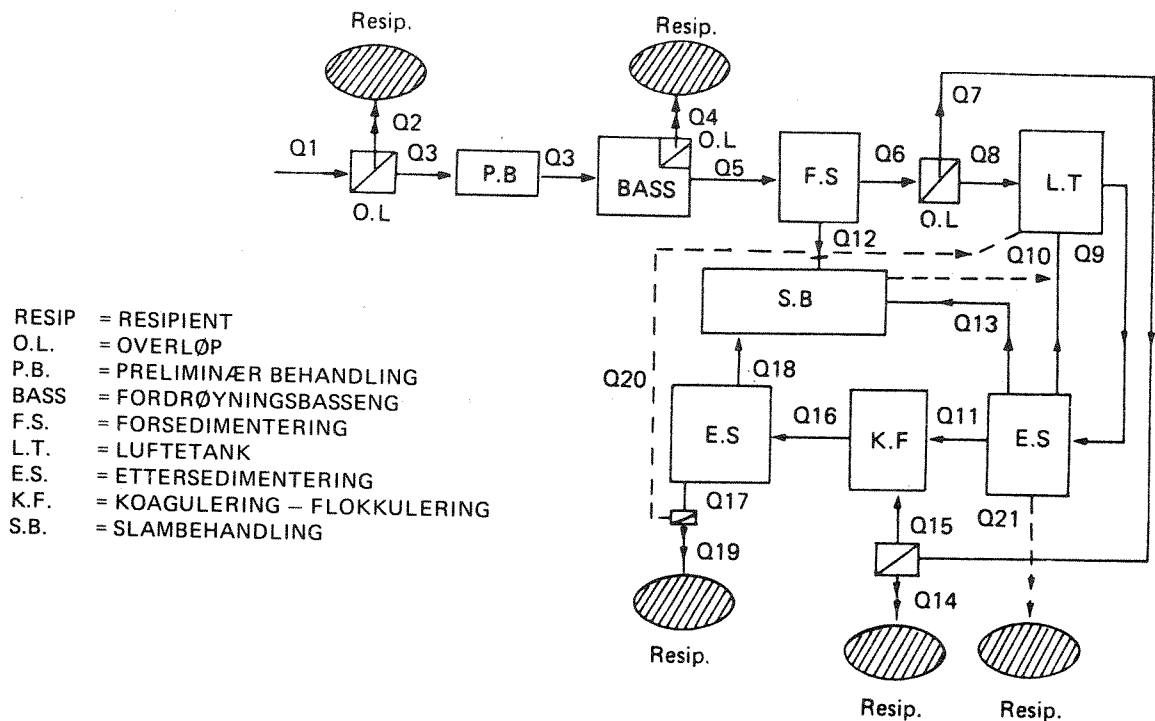 Resip.
Resip.
Q1
Q2
Q3
O.L
P.B
Q3
BASS
Q4
O.L
Q5
F.S
Q6
O.L
Q7
Q8
L.T
Q12
Q10
Q9
S.B
Q13
Q20
Q18
E.S
Q16
K.F
Q11
E.S
Q17
Q15
Q21
Q19
Q14
Resip.
Resip.
Resip.
RESIP = RESIPIENT
O.L. = OVERLØP
P.B. = PRELIMINÆR BEHANDLING
BASS = FORDRØYNINGSBASSENG
F.S. = FORSEDIMENTERING
L.T. = LUFTETANK
E.S. = ETTERSEDIMENTERING
K.F. = KOAGULERING – FLOKKULERING
S.B. = SLAMBEHANDLING